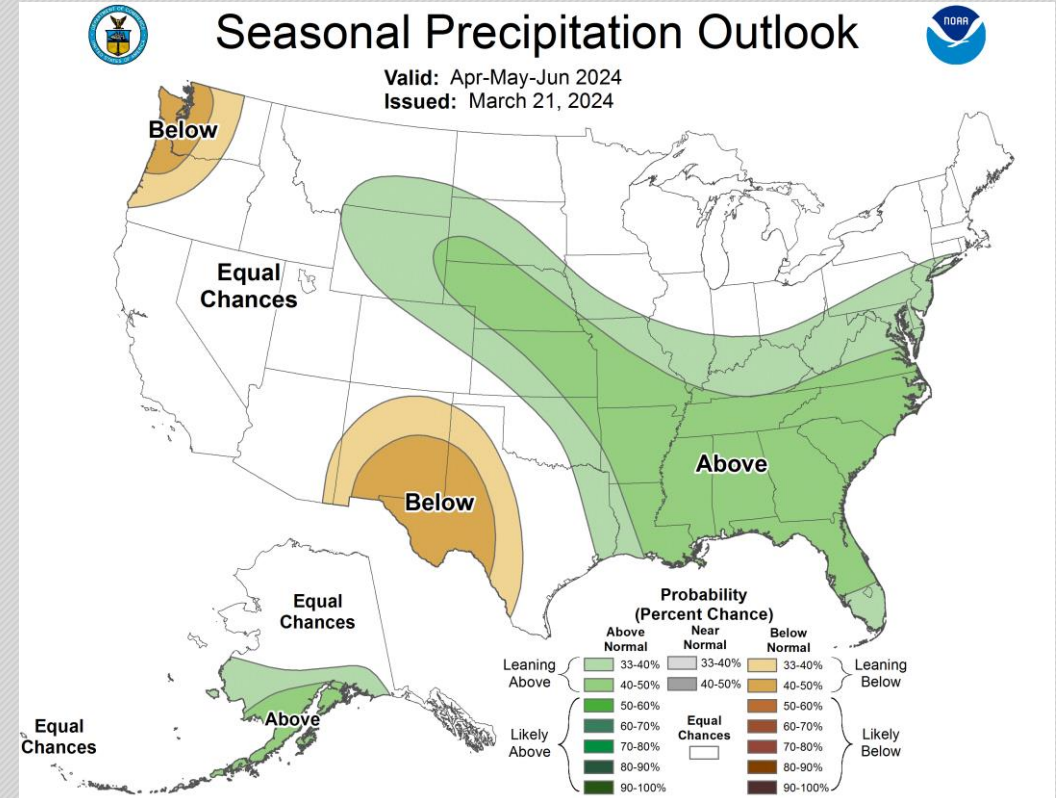 Seasonal Precipitation Outlook
NOAA
Valid: Apr-May-Jun 2024
Issued: March 21, 2024
Below
Equal
Chances
Below
Above
Equal
Chances
Above
Equal
Chances
Probability
(Percent Chance)
Above
Normal
Near
Normal
Below
Normal
Leaning
Above
33-40%
33-40%
33-40%
Leaning
Below
40-50%
40-50%
40-50%
Likely
Above
50-60%
50-60%
60-70%
Equal
Chances
60-70%
70-80%
70-80%
Likely
Below
80-90%
80-90%
90-100%
90-100%